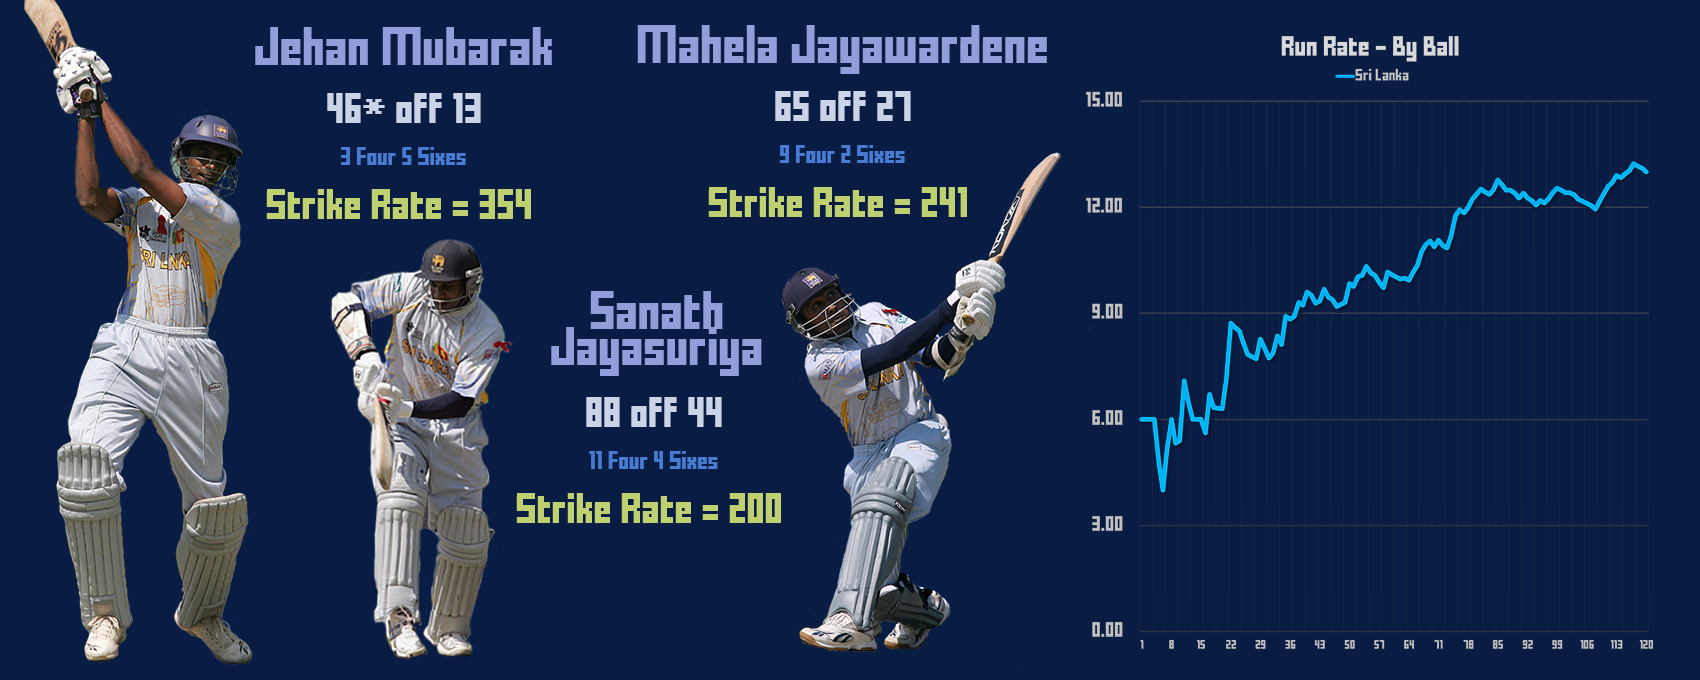 Jehan Mubarak
46* off 13
3 Four 5 Sixes
Strike Rate = 354
Mahela Jayawardene
65 off 27
9 Four 2 Sixes
Strike Rate = 241
Sanath
Jayasuriya
88 off 44
11 Four 4 Sixes
Strike Rate = 200
SRI LANKA
Run Rate - By Ball
Sri Lanka
15.00
12.00
9.00
6.00
3.00
0.00
1 8 15 22 29 36 43 50 57 64 71 78 85 92 99 106 113 120